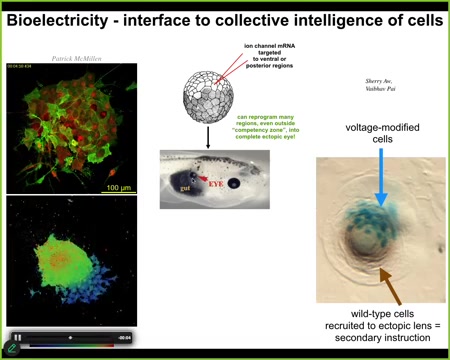 Bioelectricity - interface to collective intelligence of cells
Patrick McMillen
00:00:00.834
100 µm
-00:04
ion channel mRNA
targeted
to ventral or
posterior regions
can reprogram many
regions, even outside
"competency zone", into
complete ectopic eye!
gut
EYE
Sherry Aw,
Vaibhav Pai
voltage-modified
cells
wild-type cells
recruited to ectopic lens =
secondary instruction